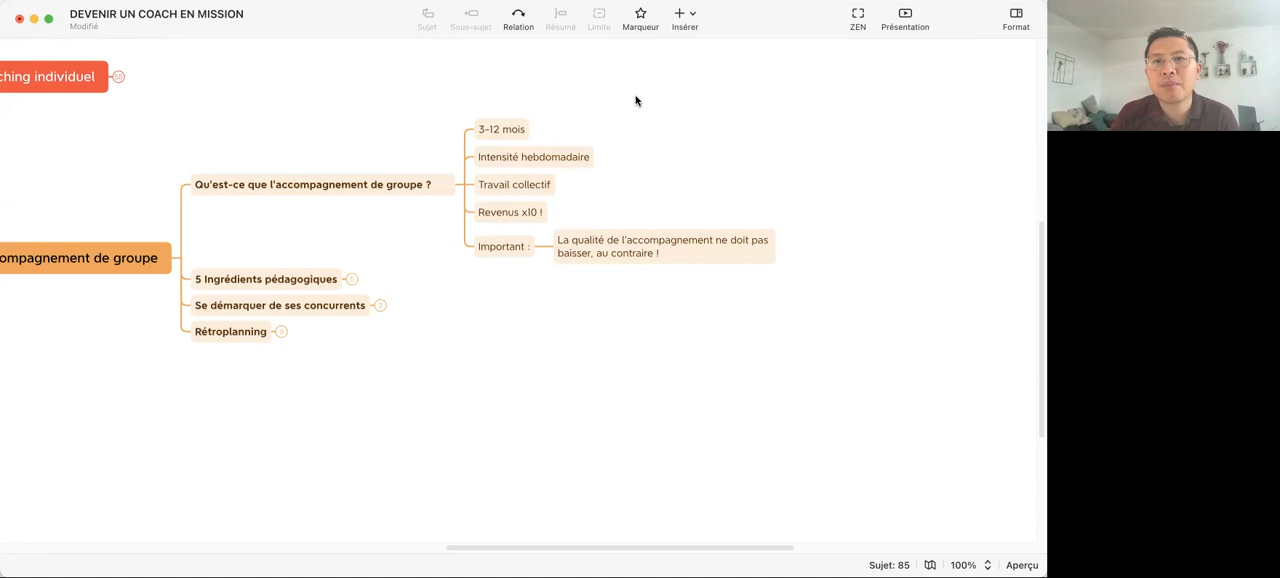 DEVENIR UN COACH EN MISSION
Modifié
Sujet
Sous-sujet
Relation
Résumé
Limite
Marqueur
Insérer
ZEN
Présentation
Format
ching individuel
3-12 mois
Intensité hebdomadaire
Qu'est-ce que l'accompagnement de groupe ?
Travail collectif
Revenus x10 !
Important :
La qualité de l'accompagnement ne doit pas
baisser, au contraire !
ompagnement de groupe
5 Ingrédients pédagogiques
Se démarquer de ses concurrents
Rétroplanning
Sujet: 85
100%
Aperçu